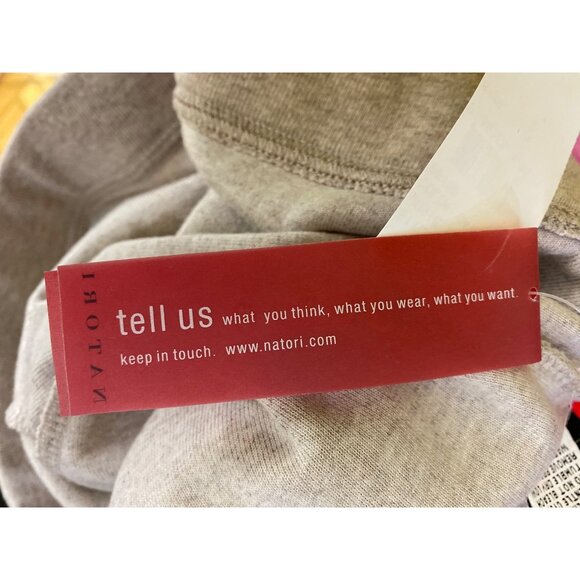 NATORI
tell us what you think, what you wear, what you want.
keep in touch. www.natori.com